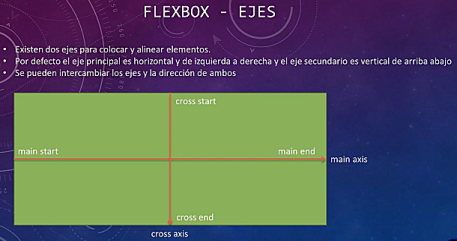 FLEXBOX - EJES
• Existen dos ejes para colocar y alinear elementos.
• Por defecto el eje principal es horizontal y de izquierda a derecha y el eje secundario es vertical de arriba abajo
• Se pueden intercambiar los ejes y la dirección de ambos
cross start
main start
main end
main axis
cross end
cross axis